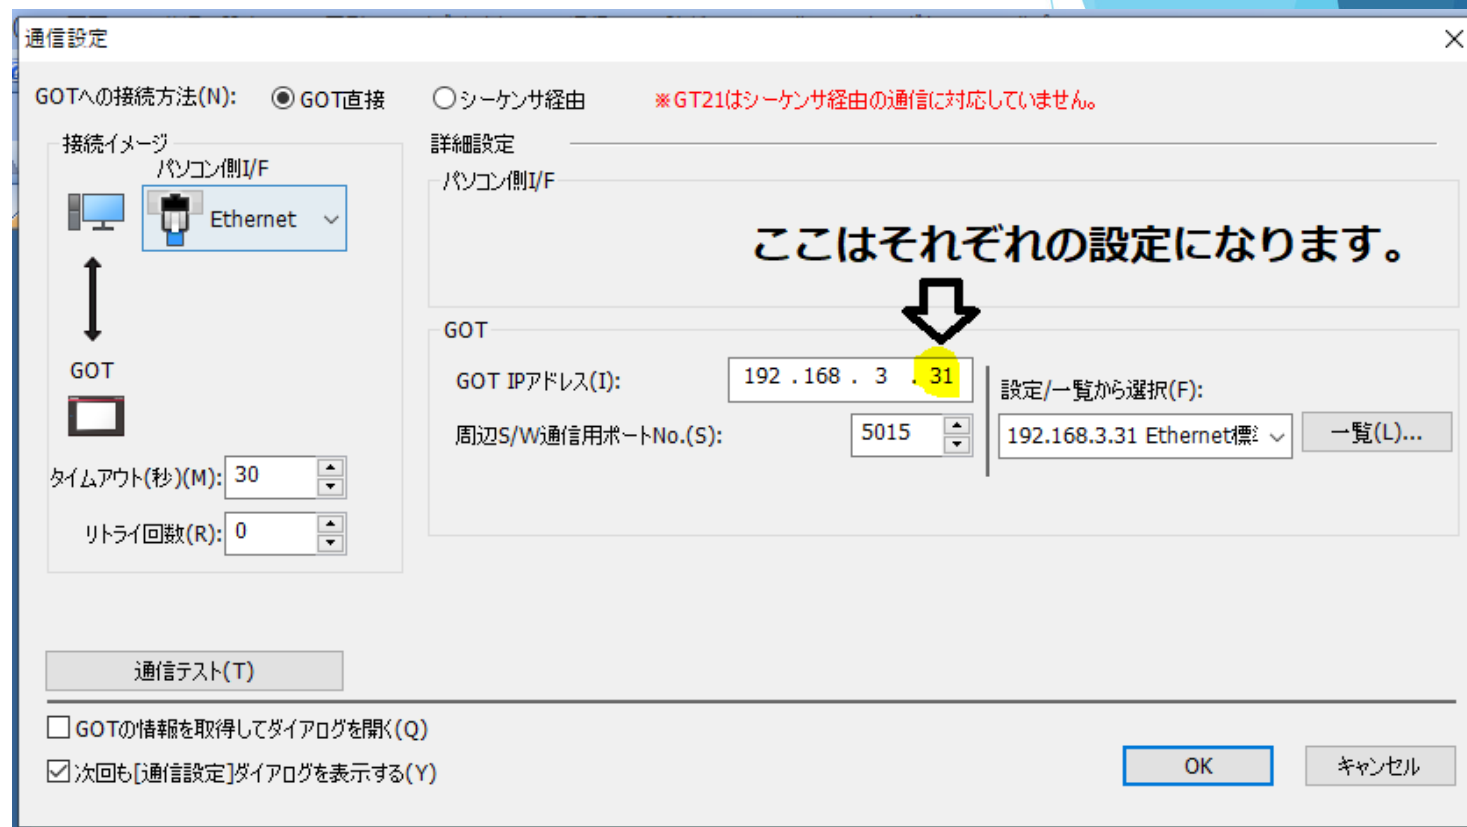 通信設定
GOTへの接続方法(N): GOT直接 シーケンサ経由 ※GT21はシーケンサ経由の通信に対応していません。
接続イメージ
パソコン側I/F
Ethernet
GOT
タイムアウト(秒)(M): 30
リトライ回数(R): 0
詳細設定
パソコン側I/F
ここはそれぞれの設定になります。
GOT
GOT IPアドレス(I): 192 . 168 . 3 . 31
周辺S/W通信用ポートNo.(S): 5015
設定/一覧から選択(F):
192.168.3.31 Ethernet標 一覧(L)...
通信テスト(T)
GOTの情報を取得してダイアログを開く(Q)
次回も[通信設定]ダイアログを表示する(Y)
OK キャンセル